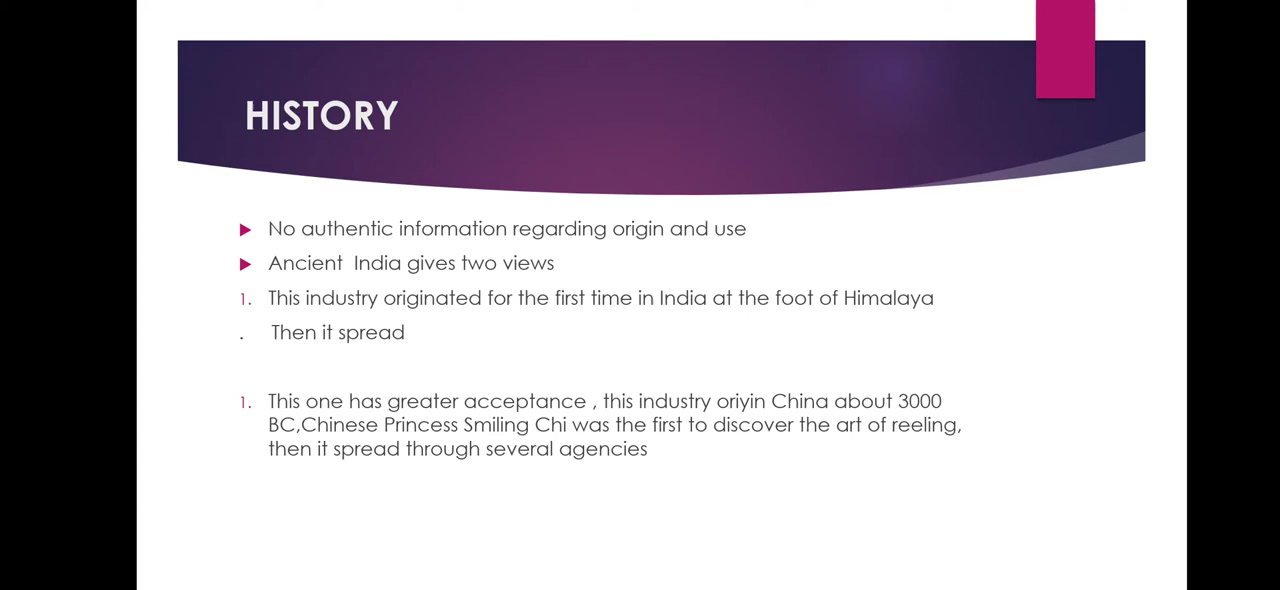 HISTORY
No authentic information regarding origin and use
Ancient  India gives two views
1. This industry originated for the first time in India at the foot of Himalaya
. Then it spread
1. This one has greater acceptance , this industry oriyin China about 3000
BC,Chinese Princess Smiling Chi was the first to discover the art of reeling,
then it spread through several agencies